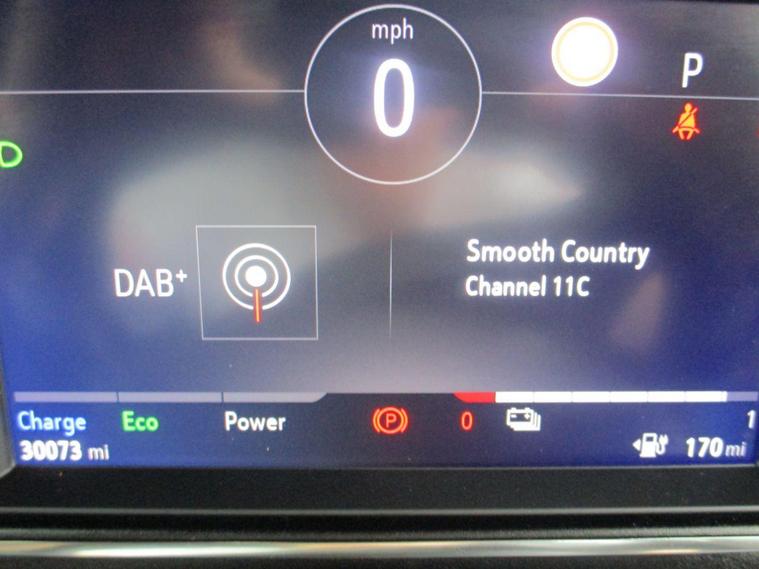 mph
0
P
DAB+
Smooth Country
Channel 11C
Charge Eco Power P 0 1
30073 mi 170 mi